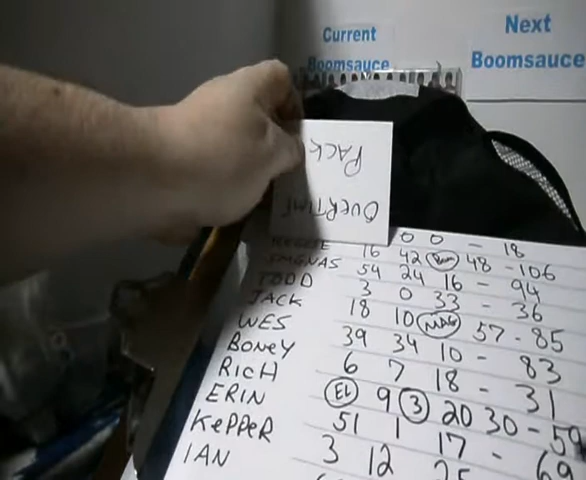 Current
Boomsauce
Next
Boomsauce
OVERTIME
PACK
0 0 - 18
SMGNAS 16 42 48 - 106
TODD 54 24 16 - 94
JACK 3 0 33 - 36
WES 18 10 MAG 57 - 85
BONEY 39 34 10 - 83
RICH 6 7 18 - 31
ERIN EL 9 3 20 30 - 59
KEPPER 51 1 17 - 69
IAN 3 12 25